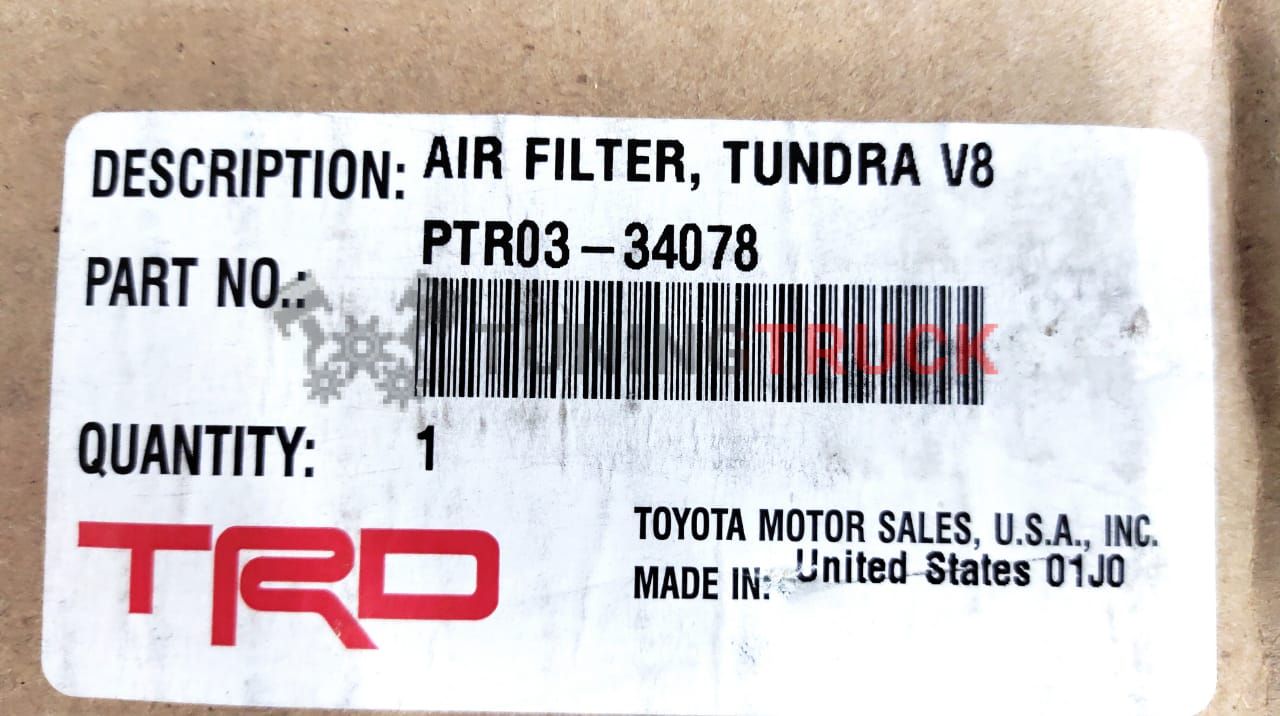 DESCRIPTION: AIR FILTER, TUNDRA V8
PTR03-34078
PART NO.:
TUNINGTRUCK
QUANTITY: 1
TRD
TOYOTA MOTOR SALES, U.S.A., INC.
MADE IN: United States 01J0